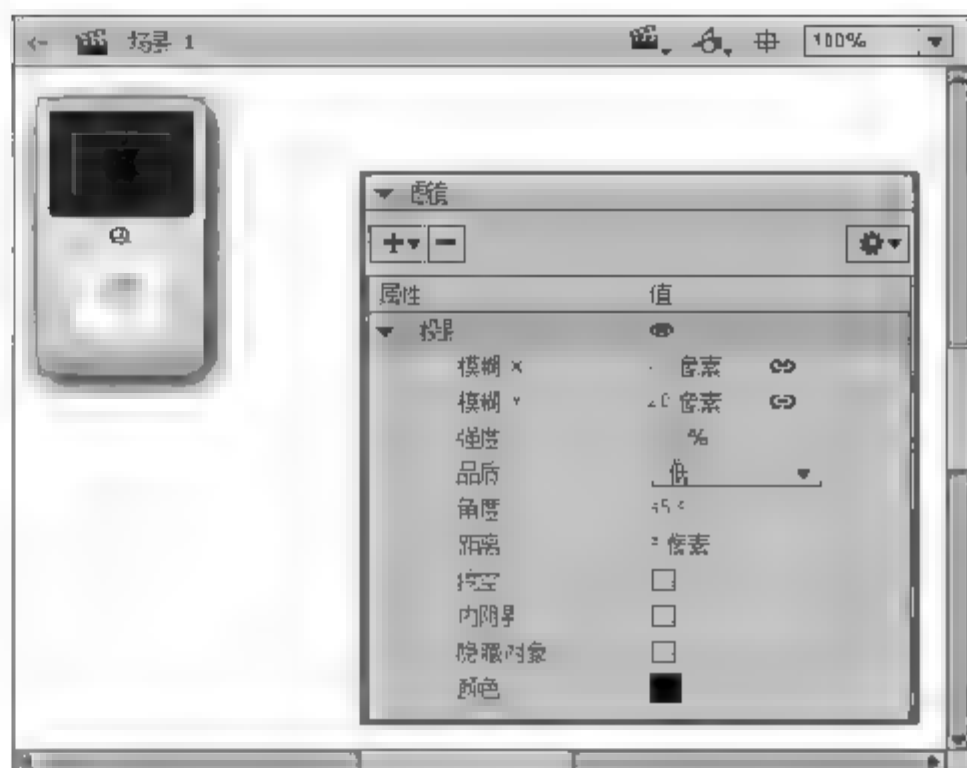 场景 1
100%
滤镜
属性 值
投影
模糊 X 像素
模糊 Y 20 像素
强度 %
品质 低
角度 45 °
距离 像素
挖空
内阴影
隐藏对象
颜色